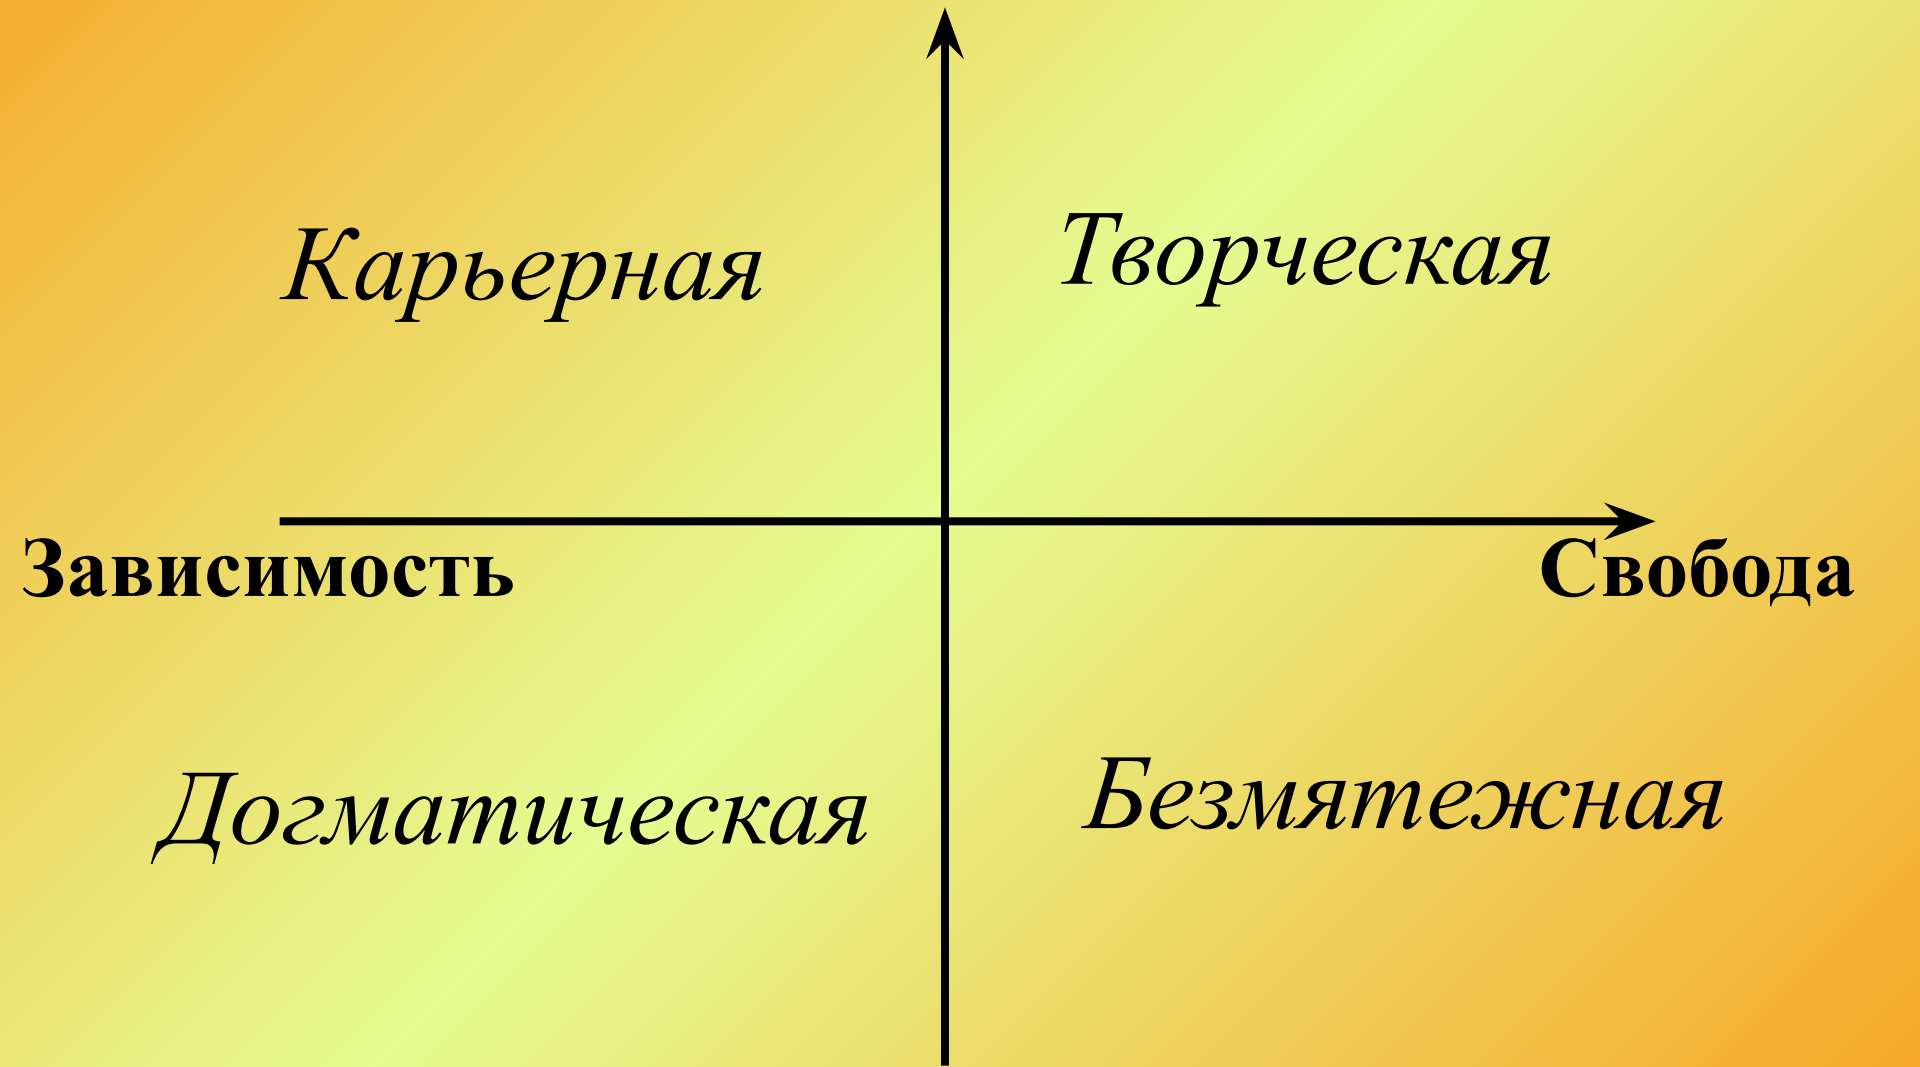 Карьерная
Творческая
Зависимость
Свобода
Догматическая
Безмятежная